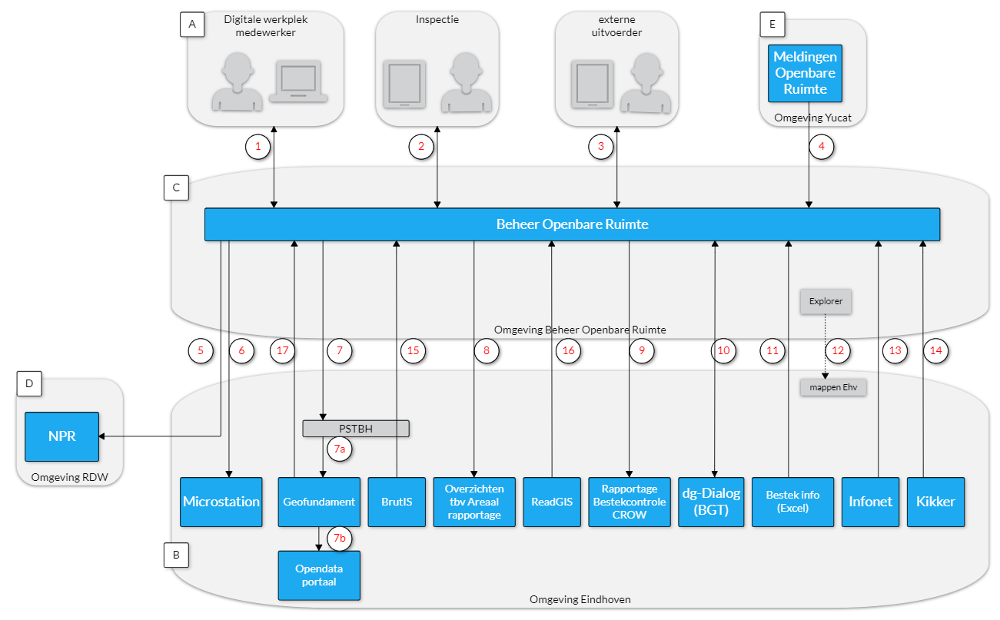 A
Digitale werkplek
medewerker
Inspectie
externe
uitvoerder
E
Meldingen
Openbare
Ruimte
Omgeving Yucat
1
2
3
4
C
Beheer Openbare Ruimte
Explorer
Omgeving Beheer Openbare Ruimte
5
6
17
7
15
8
16
9
10
11
12
13
14
D
NPR
Omgeving RDW
mappen Ehv
PSTBH
7a
Microstation
Geofundament
BrutIS
Overzichten
tbv Areaal
rapportage
ReadGIS
Rapportage
Bestekcontrole
CROW
dg-Dialog
(BGT)
Bestek info
(Excel)
Infonet
Kikker
7b
B
Opendata
portaal
Omgeving Eindhoven